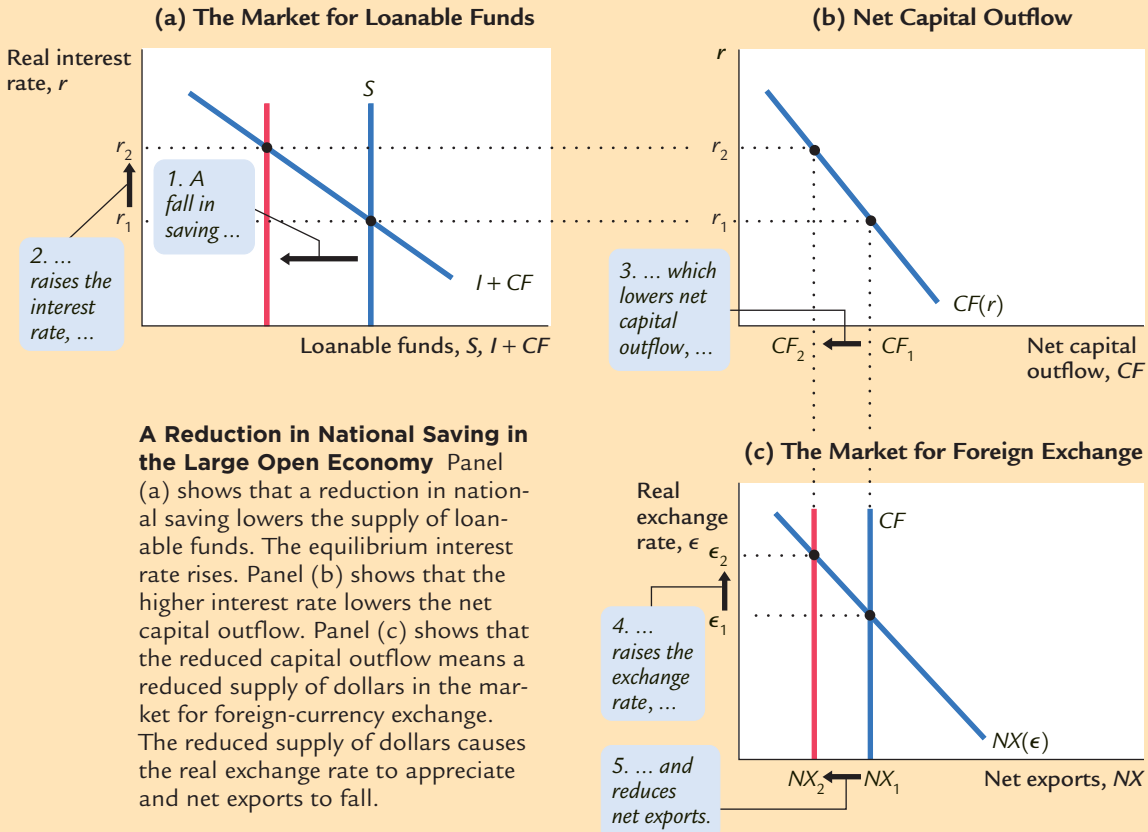 (a) The Market for Loanable Funds
Real interest
rate, r
S
r₂
r₁
1. A
fall in
saving ...
2. ...
raises the
interest
rate, ...
I + CF
Loanable funds, S, I + CF
(b) Net Capital Outflow
r
r₂
r₁
3. ... which
lowers net
capital
outflow, ...
CF(r)
CF₂
CF₁
Net capital
outflow, CF
A Reduction in National Saving in
the Large Open Economy Panel
(a) shows that a reduction in nation-
al saving lowers the supply of loan-
able funds. The equilibrium interest
rate rises. Panel (b) shows that the
higher interest rate lowers the net
capital outflow. Panel (c) shows that
the reduced capital outflow means a
reduced supply of dollars in the mar-
ket for foreign-currency exchange.
The reduced supply of dollars causes
the real exchange rate to appreciate
and net exports to fall.
(c) The Market for Foreign Exchange
Real
exchange
rate, ϵ
CF
ϵ₂
ϵ₁
4. ...
raises the
exchange
rate, ...
NX(ϵ)
5. ... and
reduces
net exports.
NX₂
NX₁
Net exports, NX